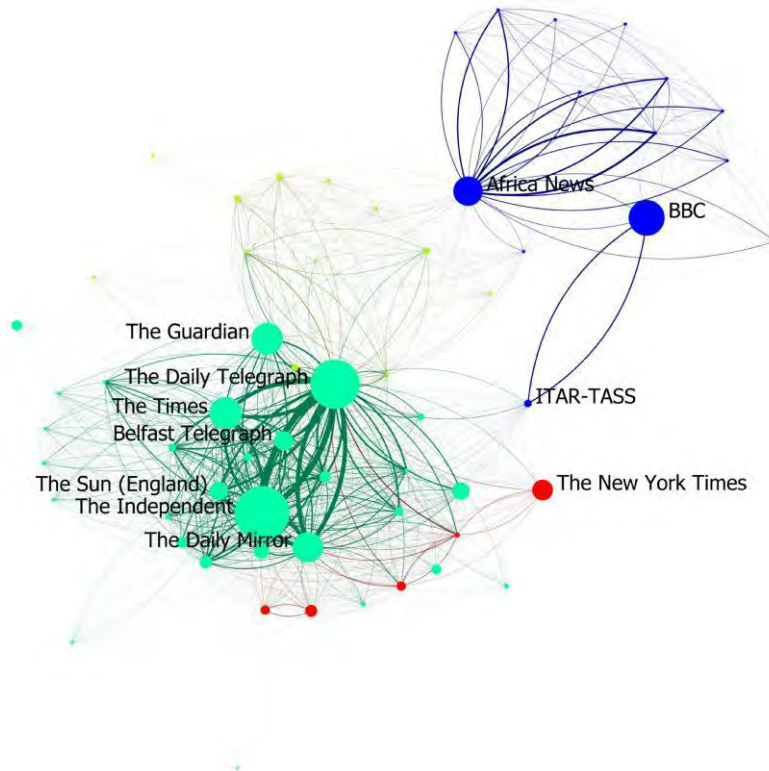 Africa News
BBC
The Guardian
The Daily Telegraph
ITAR-TASS
The Times
Belfast Telegraph
The Sun (England)
The New York Times
The Independent
The Daily Mirror